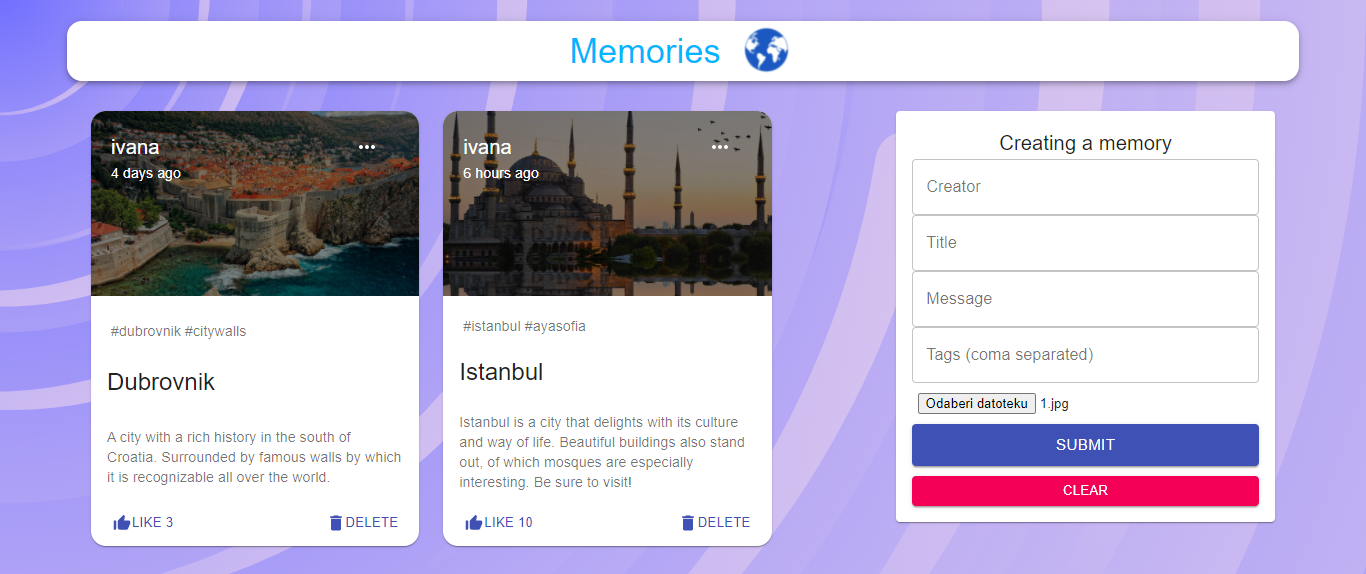 Memories
ivana
4 days ago
#dubrovnik #citywalls
Dubrovnik
A city with a rich history in the south of
Croatia. Surrounded by famous walls by which
it is recognizable all over the world.
LIKE 3
DELETE
ivana
6 hours ago
#istanbul #ayasofia
Istanbul
Istanbul is a city that delights with its culture
and way of life. Beautiful buildings also stand
out, of which mosques are especially
interesting. Be sure to visit!
LIKE 10
DELETE
Creating a memory
Creator
Title
Message
Tags (coma separated)
Odaberi datoteku 1.jpg
SUBMIT
CLEAR